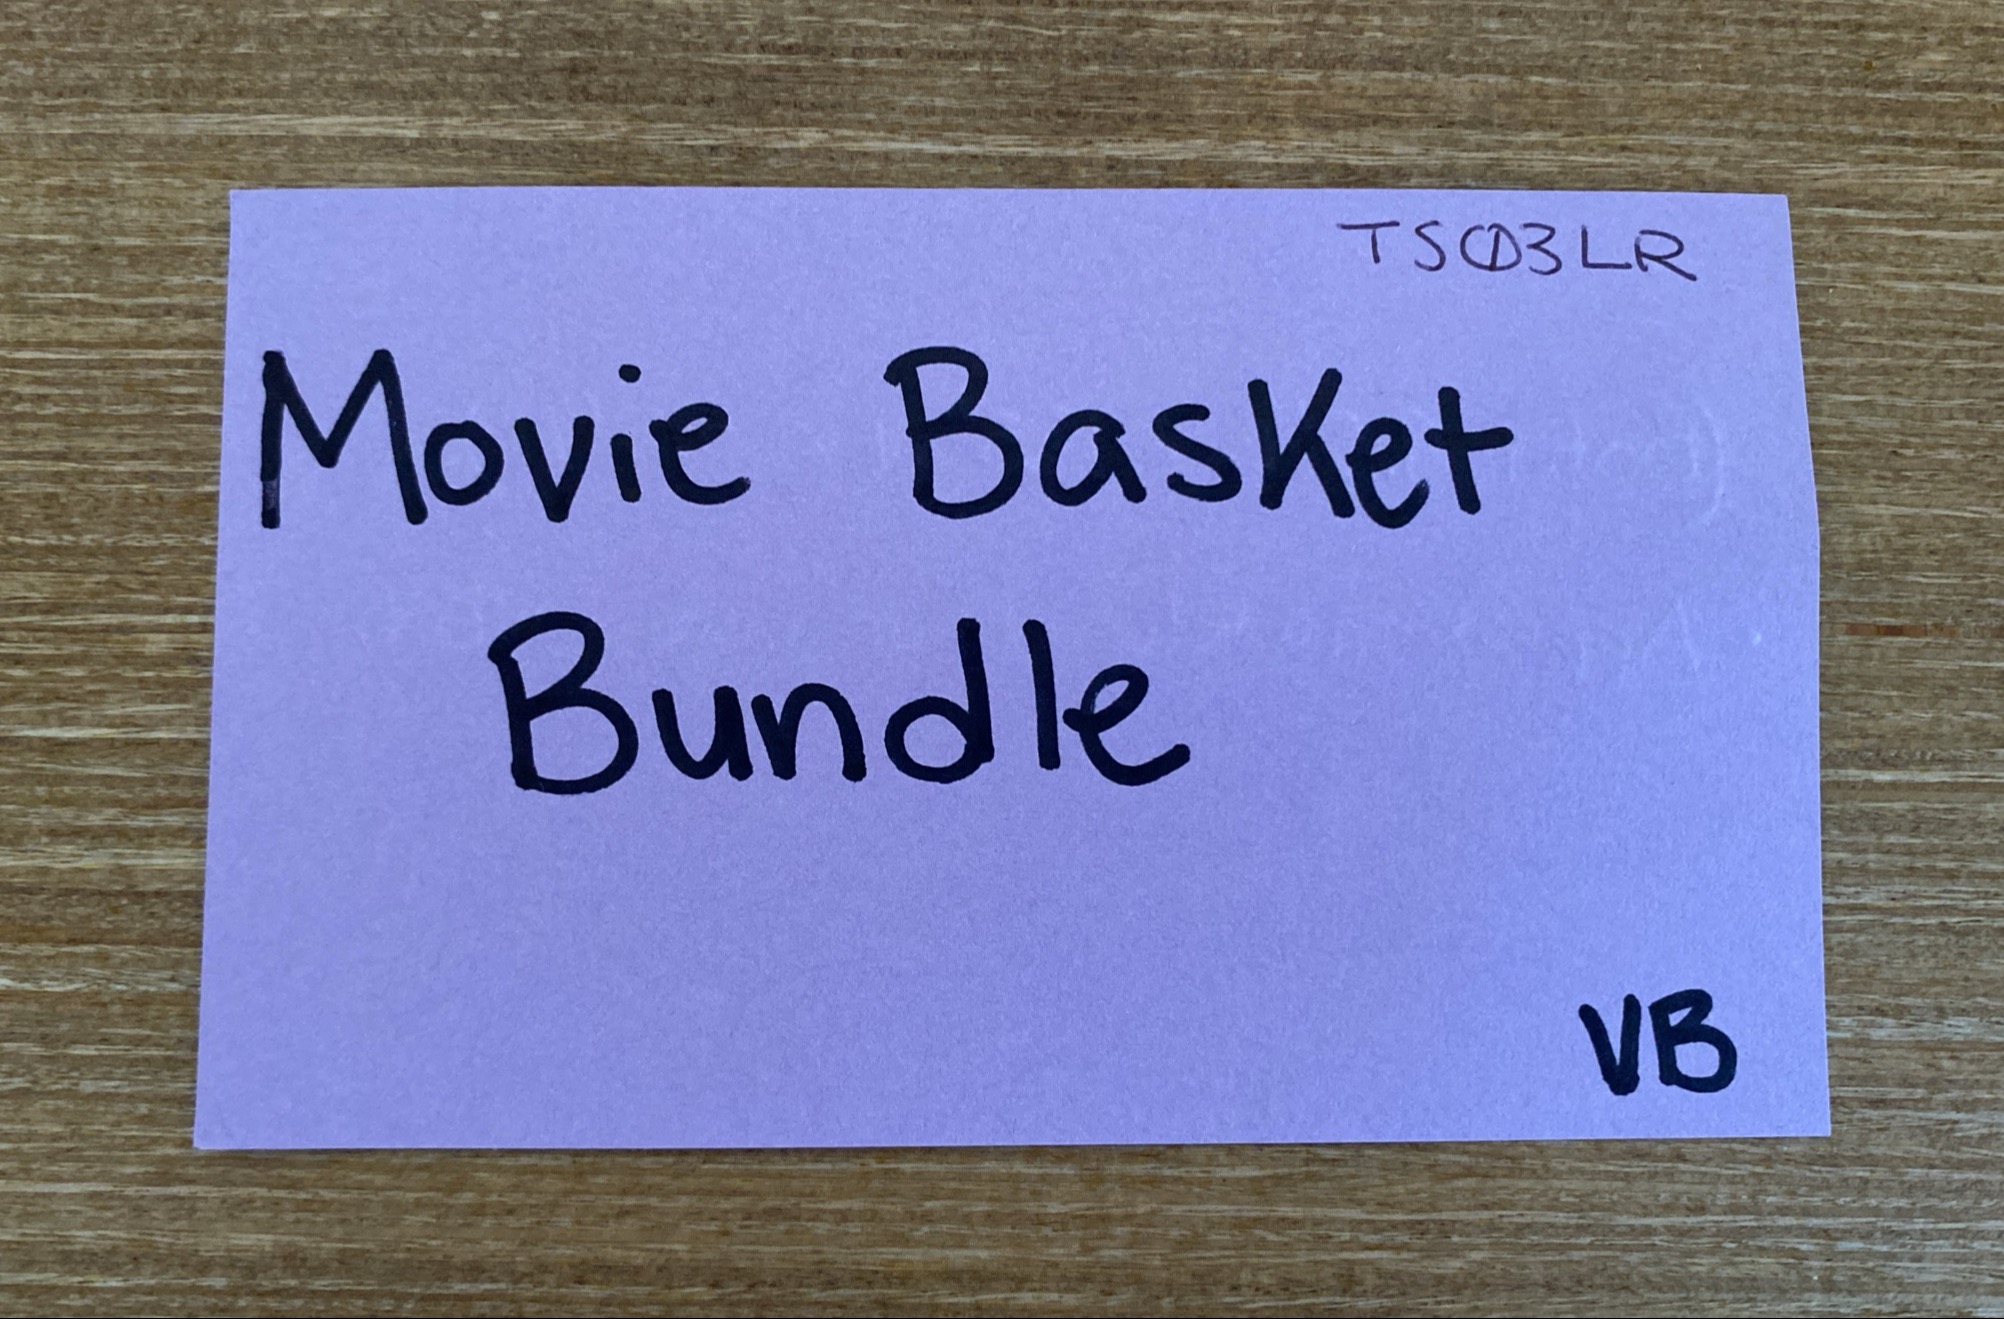 TS03LR
Movie Basket
Bundle
VB